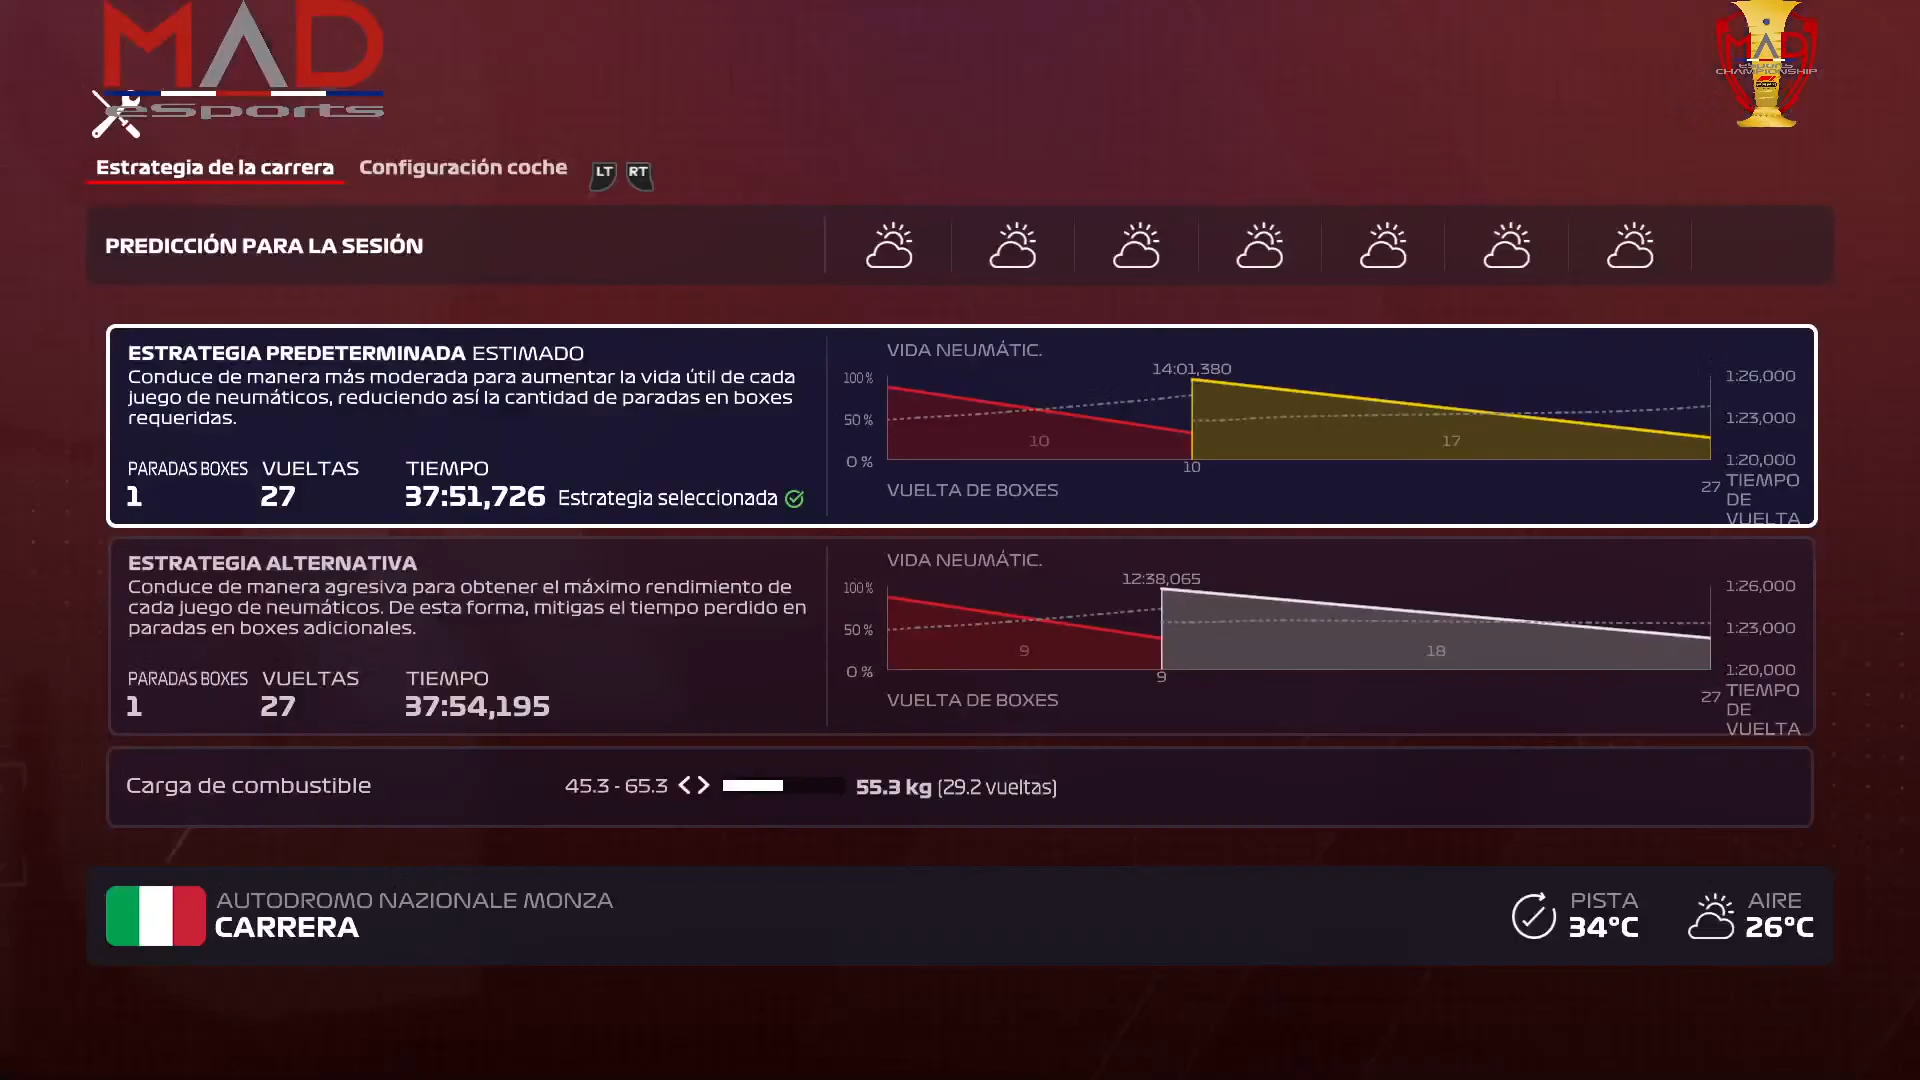 MAD
eSports
MAD
eSports
CHAMPIONSHIP
Estrategia de la carrera
Configuración coche
LT
RT
PREDICCIÓN PARA LA SESIÓN
ESTRATEGIA PREDETERMINADA ESTIMADO
Conduce de manera más moderada para aumentar la vida útil de cada
juego de neumáticos, reduciendo así la cantidad de paradas en boxes
requeridas.
PARADAS BOXES
VUELTAS
TIEMPO
1
27
37:51,726
Estrategia seleccionada
VIDA NEUMÁTIC.
14:01,380
100 %
50 %
0 %
10
17
10
VUELTA DE BOXES
27
1:26,000
1:23,000
1:20,000
TIEMPO
DE
VUELTA
ESTRATEGIA ALTERNATIVA
Conduce de manera agresiva para obtener el máximo rendimiento de
cada juego de neumáticos. De esta forma, mitigas el tiempo perdido en
paradas en boxes adicionales.
PARADAS BOXES
VUELTAS
TIEMPO
1
27
37:54,195
VIDA NEUMÁTIC.
12:38,065
100 %
50 %
0 %
9
18
9
VUELTA DE BOXES
27
1:26,000
1:23,000
1:20,000
TIEMPO
DE
VUELTA
Carga de combustible
45.3 - 65.3
55.3 kg (29.2 vueltas)
AUTODROMO NAZIONALE MONZA
CARRERA
PISTA
34°C
AIRE
26°C